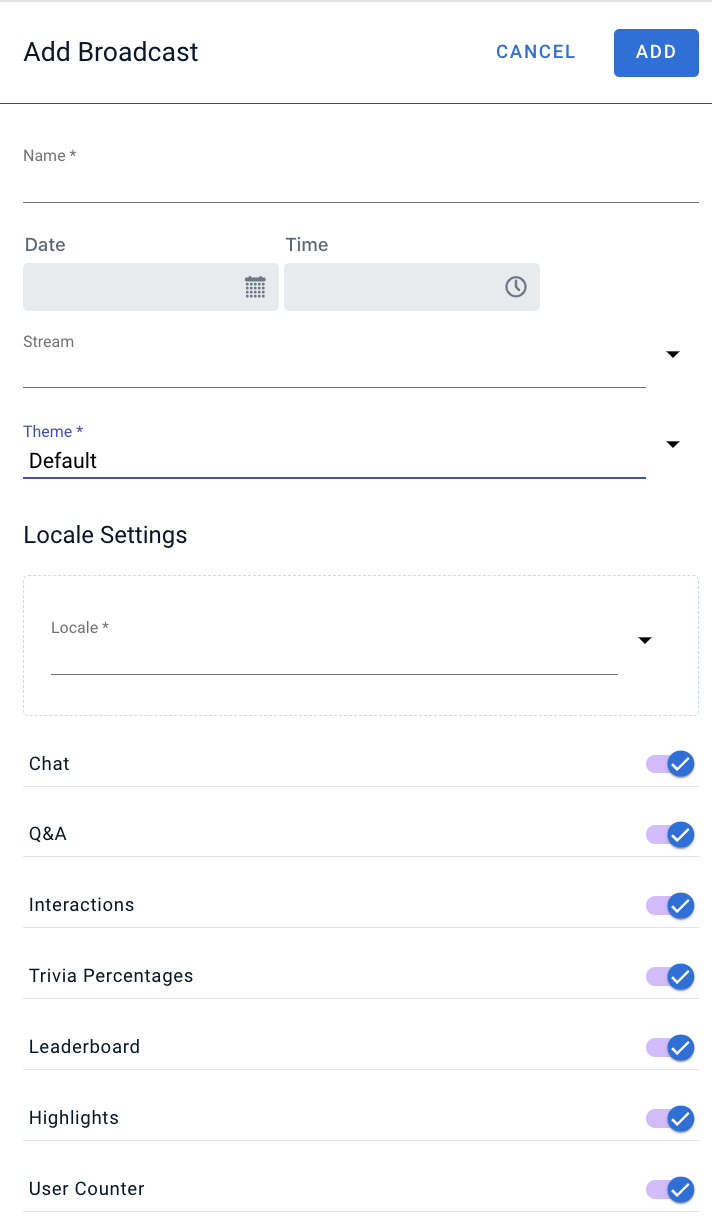 Add Broadcast CANCEL ADD
Name *
Date Time
Stream
Theme *
Default
Locale Settings
Locale *
Chat
Q&A
Interactions
Trivia Percentages
Leaderboard
Highlights
User Counter